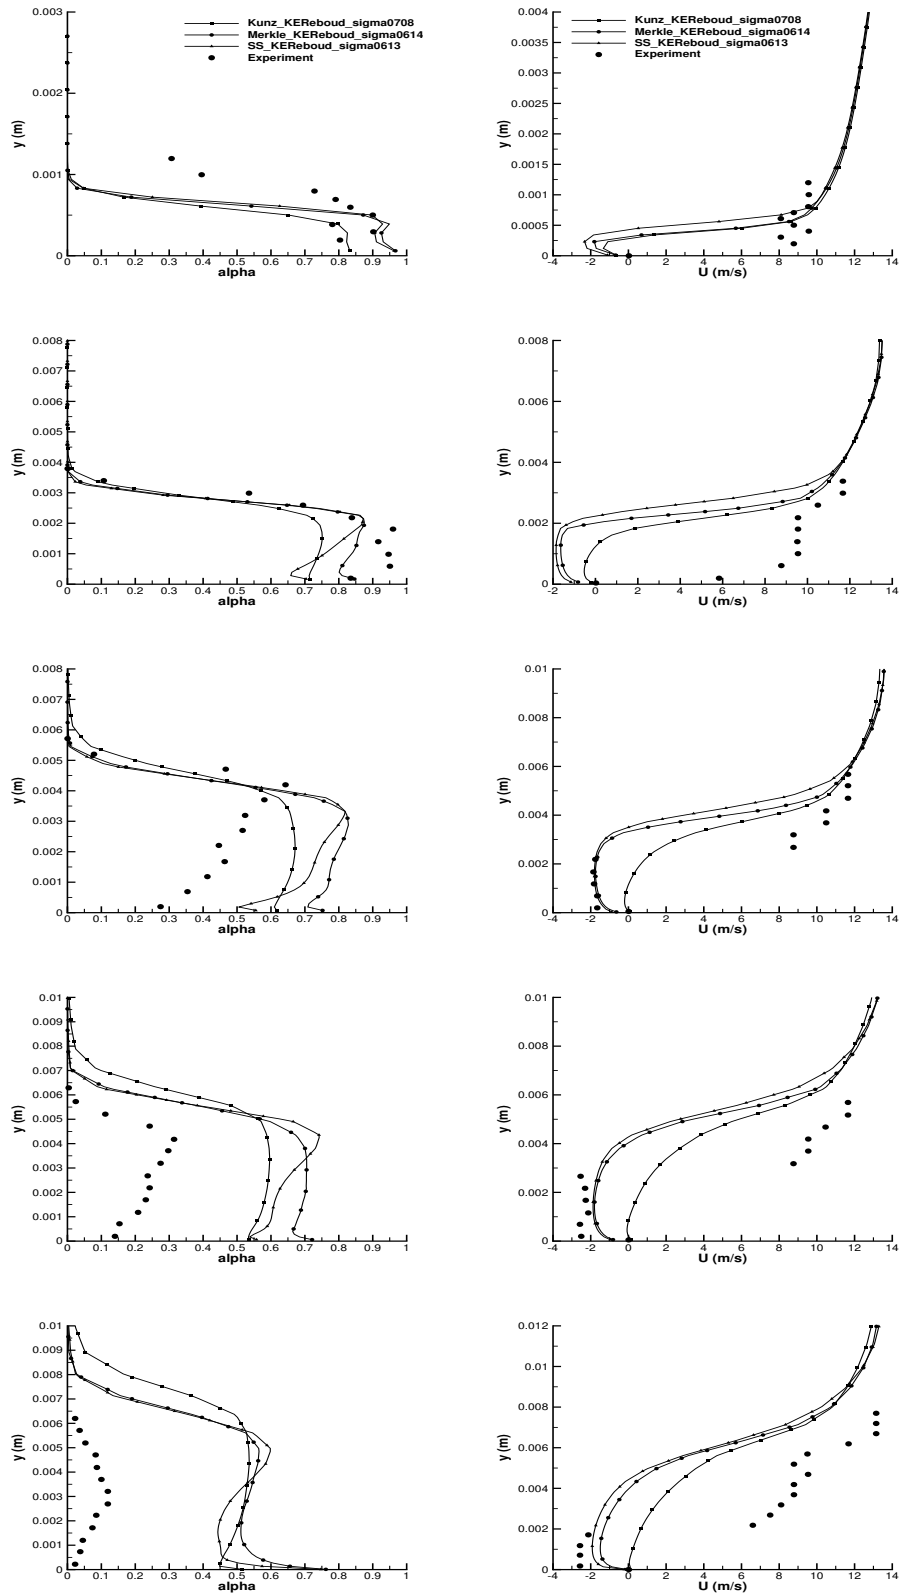 0.003
0.002
0.001
0
y (m)
0 0.1 0.2 0.3 0.4 0.5 0.6 0.7 0.8 0.9 1
alpha
Kunz_KEReboud_sigma0708
Merkle_KEReboud_sigma0614
SS_KEReboud_sigma0613
Experiment
0.004
0.0035
0.003
0.0025
0.002
0.0015
0.001
0.0005
0
y (m)
-4 -2 0 2 4 6 8 10 12 14
U (m/s)
Kunz_KEReboud_sigma0708
Merkle_KEReboud_sigma0614
SS_KEReboud_sigma0613
Experiment
0.008
0.007
0.006
0.005
0.004
0.003
0.002
0.001
0
y (m)
0 0.1 0.2 0.3 0.4 0.5 0.6 0.7 0.8 0.9 1
alpha
0.008
0.006
0.004
0.002
0
y (m)
-2 0 2 4 6 8 10 12 14
U (m/s)
0.008
0.007
0.006
0.005
0.004
0.003
0.002
0.001
0
y (m)
0 0.1 0.2 0.3 0.4 0.5 0.6 0.7 0.8 0.9 1
alpha
0.01
0.008
0.006
0.004
0.002
0
y (m)
-4 -2 0 2 4 6 8 10 12 14
U (m/s)
0.01
0.009
0.008
0.007
0.006
0.005
0.004
0.003
0.002
0.001
0
y (m)
0 0.1 0.2 0.3 0.4 0.5 0.6 0.7 0.8 0.9 1
alpha
0.01
0.008
0.006
0.004
0.002
0
y (m)
-4 -2 0 2 4 6 8 10 12 14
U (m/s)
0.01
0.009
0.008
0.007
0.006
0.005
0.004
0.003
0.002
0.001
0
y (m)
0 0.1 0.2 0.3 0.4 0.5 0.6 0.7 0.8 0.9 1
alpha
0.012
0.01
0.008
0.006
0.004
0.002
0
y (m)
-4 -2 0 2 4 6 8 10 12 14
U (m/s)